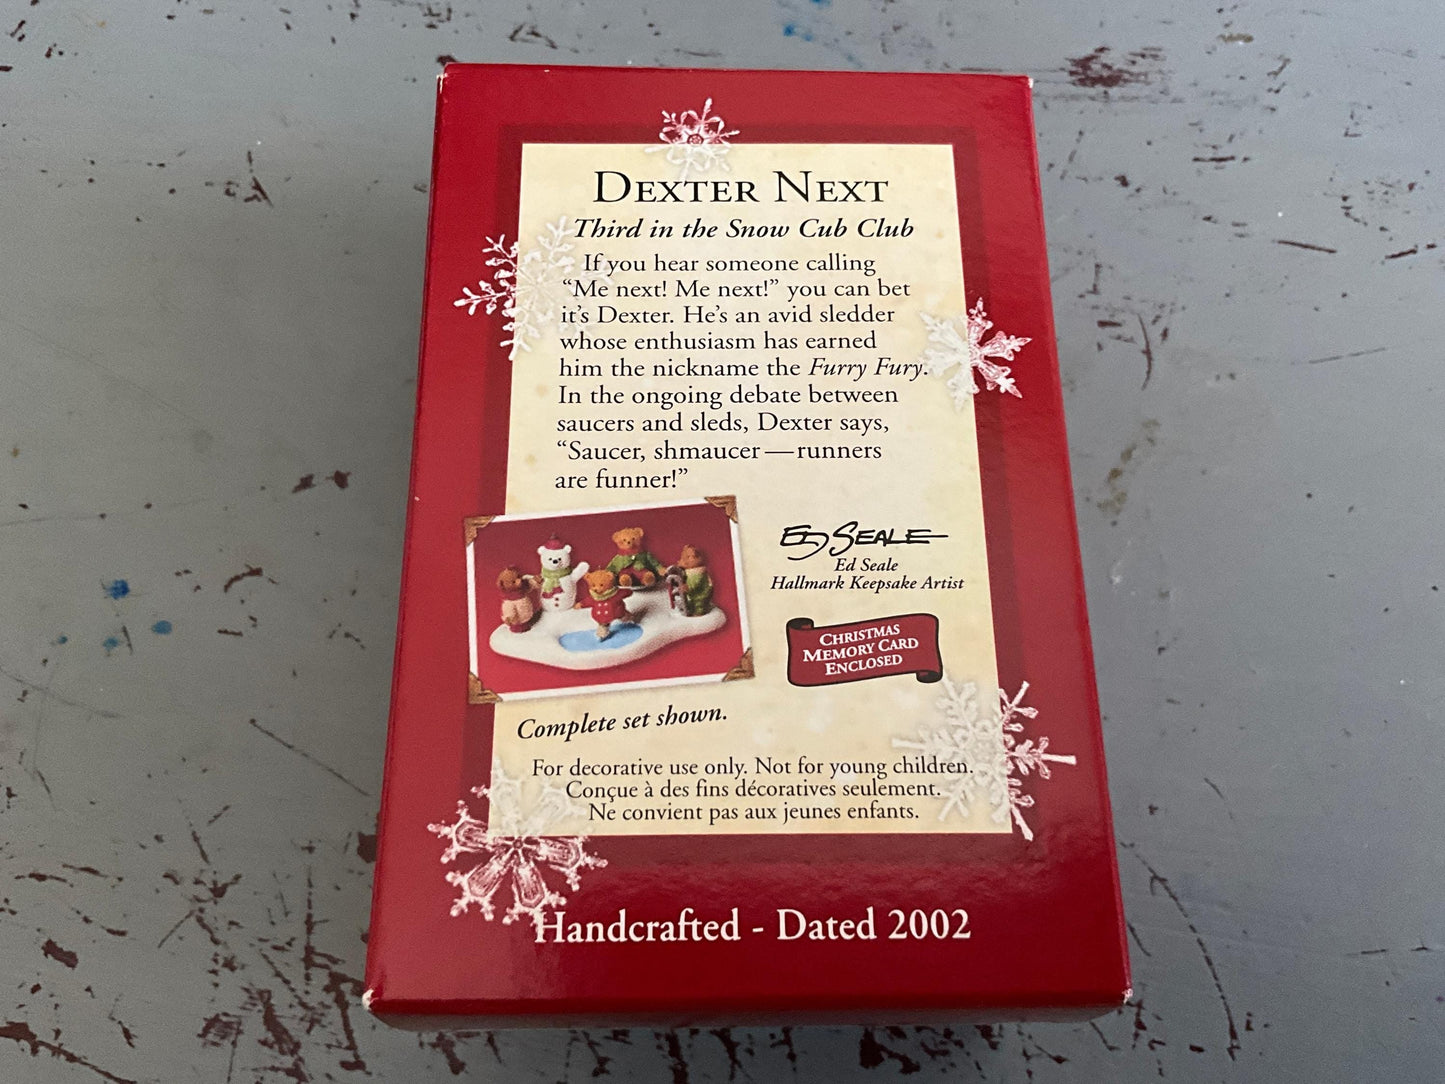 DEXTER NEXT
Third in the Snow Cub Club
If you hear someone calling
“Me next! Me next!” you can bet
it’s Dexter. He’s an avid sledder
whose enthusiasm has earned
him the nickname the Furry Fury.
In the ongoing debate between
saucers and sleds, Dexter says,
“Saucer, shmaucer—runners
are funner!”
ED SEALE
Ed Seale
Hallmark Keepsake Artist
CHRISTMAS
MEMORY CARD
ENCLOSED
Complete set shown.
For decorative use only. Not for young children.
Conçue à des fins décoratives seulement.
Ne convient pas aux jeunes enfants.
Handcrafted - Dated 2002